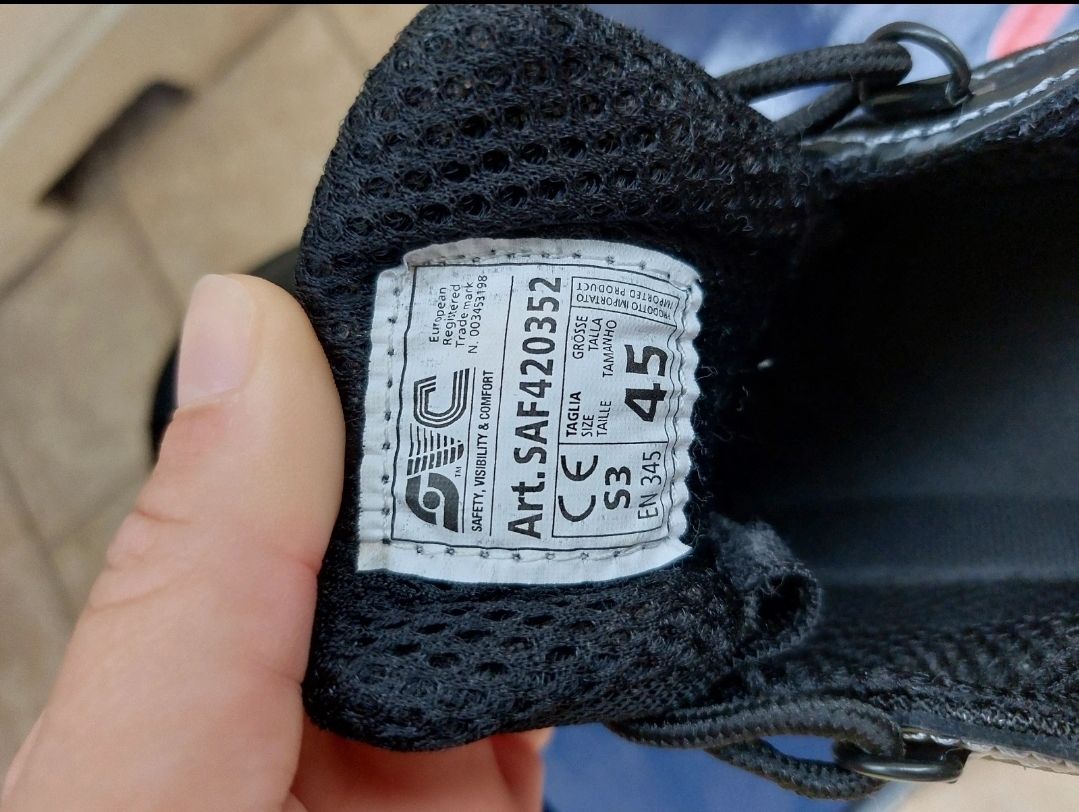 SVC™
SAFETY, VISIBILITY & COMFORT
European
Registered
Trade mark
N. 003453198
Art. SAF420352
CE
S3
EN 345
TAGLIA GRÖSSE
SIZE TALLA
TAILLE TAMANHO
45
PRODOTTO IMPORTATO
IMPORTED PRODUCT